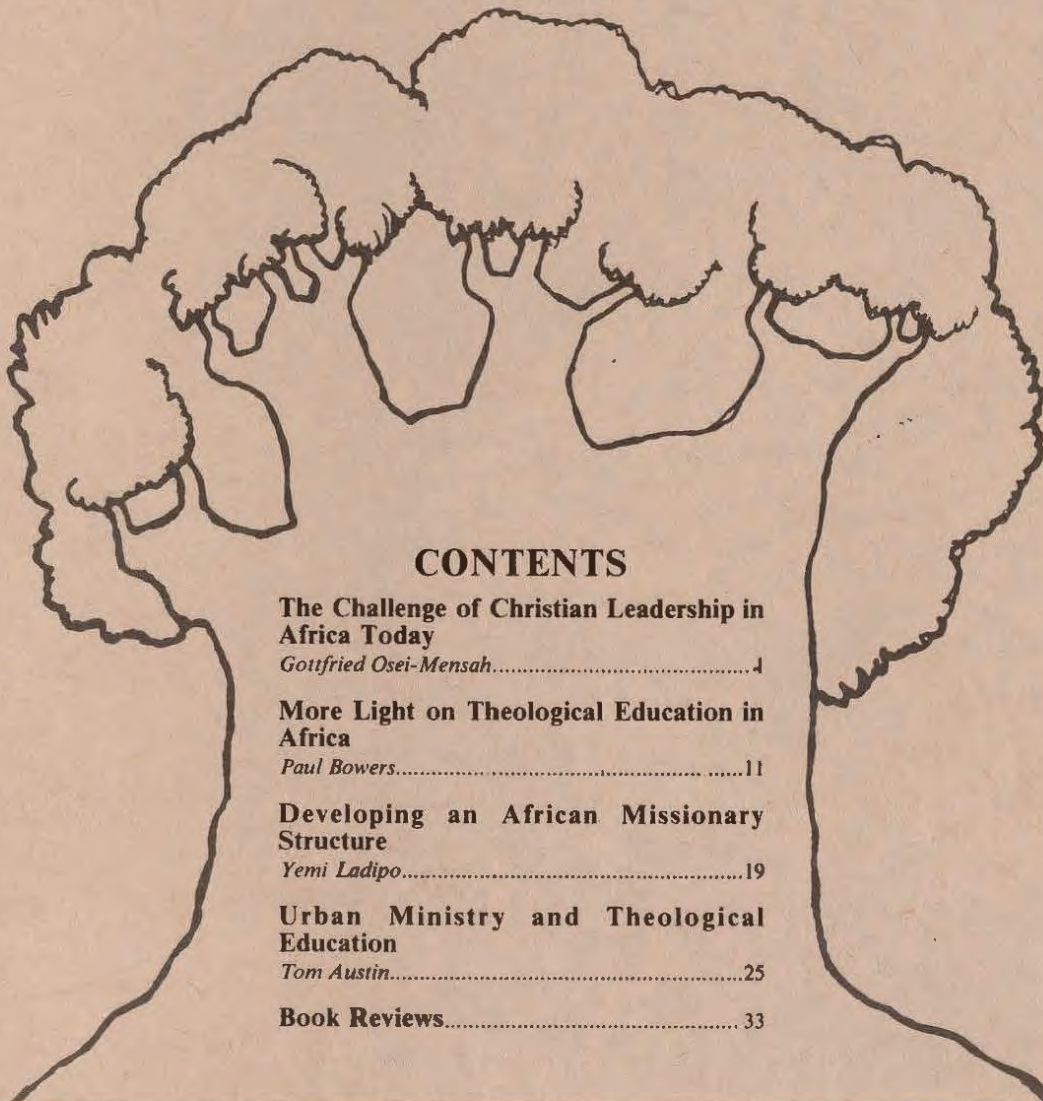 CONTENTS
The Challenge of Christian Leadership in
Africa Today
Gottfried Osei-Mensah..........................................................
More Light on Theological Education in
Africa
Paul Bowers..........................................................11
Developing an African Missionary
Structure
Yemi Ladipo..........................................................19
Urban Ministry and Theological
Education
Tom Austin..........................................................25
Book Reviews..........................................................33